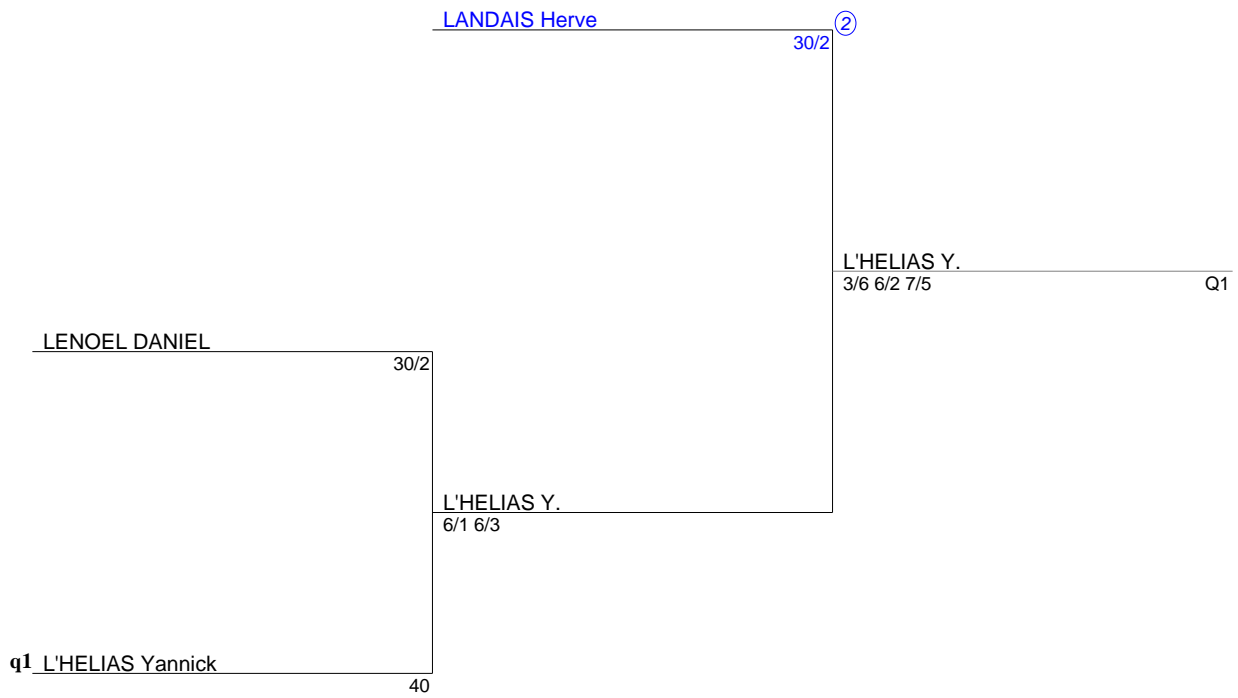 LANDAIS Herve
②
30/2
L'HELIAS Y.
3/6 6/2 7/5
Q1
LENOEL DANIEL
30/2
L'HELIAS Y.
6/1 6/3
q1 L'HELIAS Yannick
40